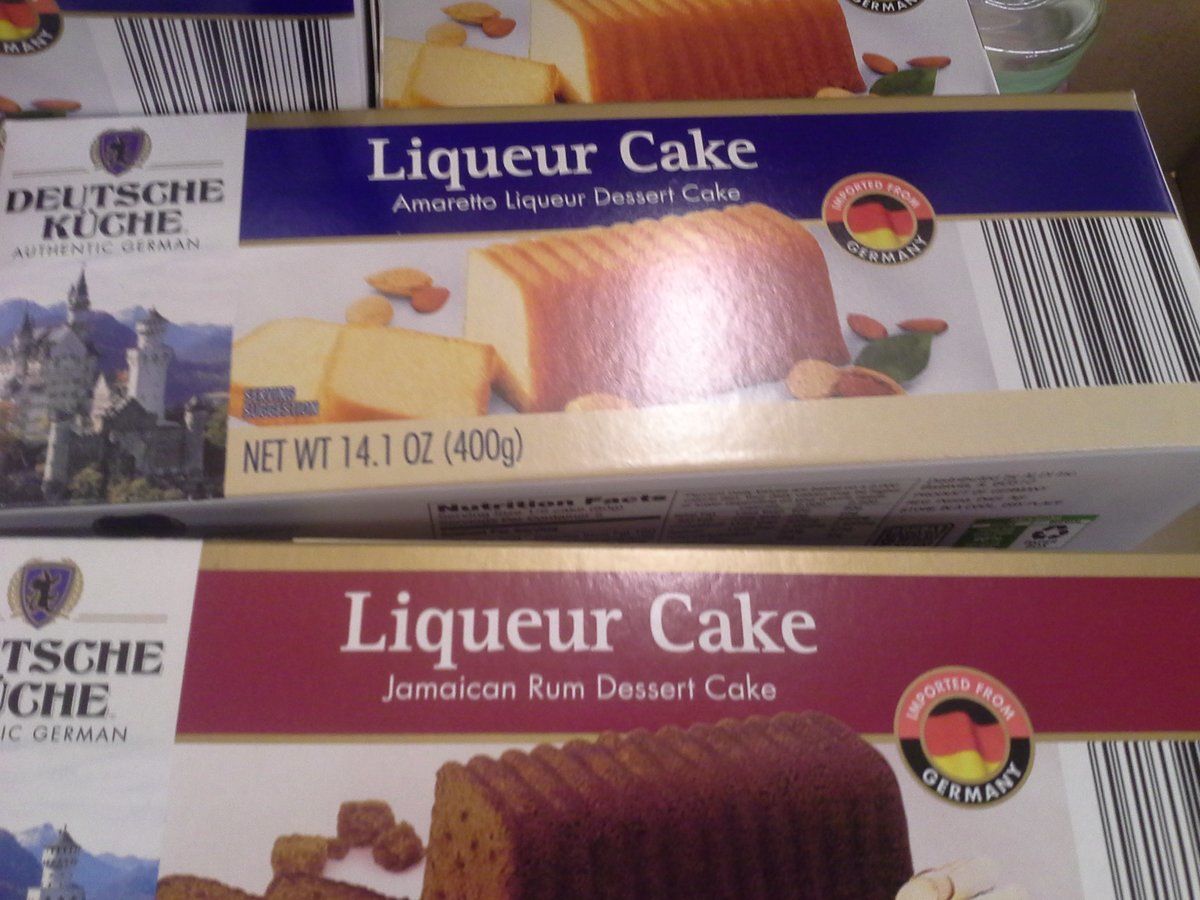 MANY
GERMANY
DEUTSCHE
KÜCHE
AUTHENTIC GERMAN
Liqueur Cake
Amaretto Liqueur Dessert Cake
IMPORTED FROM
GERMANY
SERVING
SUGGESTION
NET WT 14.1 OZ (400g)
Nutrition Facts
TSCHE
ÜCHE
IC GERMAN
Liqueur Cake
Jamaican Rum Dessert Cake
IMPORTED FROM
GERMANY